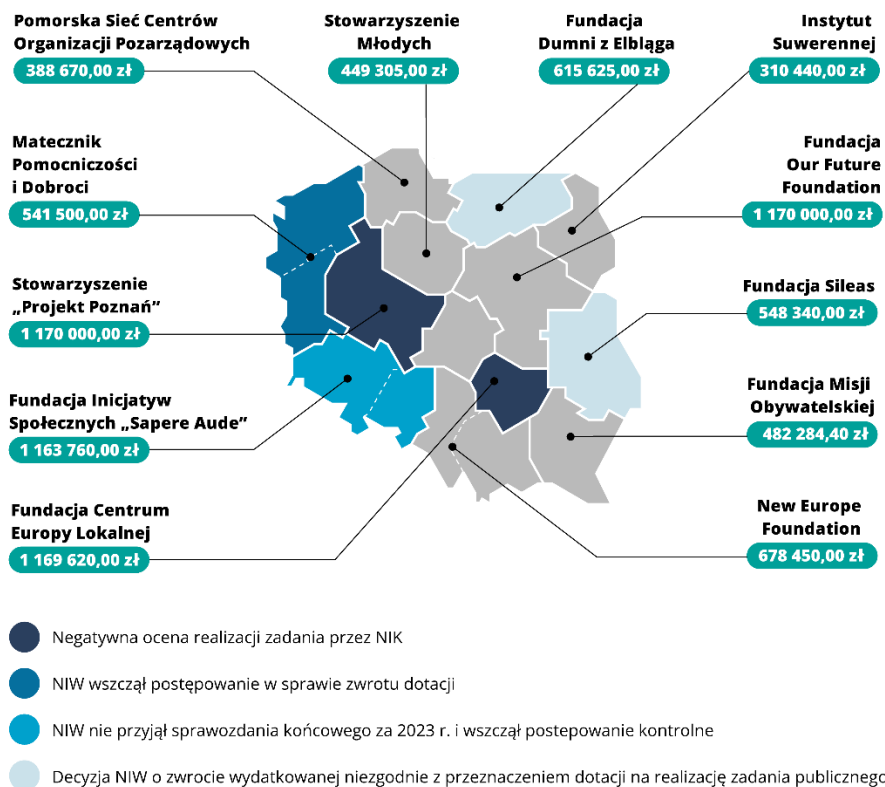 Pomorska Sieć Centrów
Organizacji Pozarządowych
388 670,00 zł
Stowarzyszenie
Młodych
449 305,00 zł
Fundacja
Dumni z Elbląga
615 625,00 zł
Instytut
Suwerennej
310 440,00 zł
Matecznik
Pomocniczości
i Dobroci
541 500,00 zł
Fundacja
Our Future
Foundation
1 170 000,00 zł
Stowarzyszenie
„Projekt Poznań”
1 170 000,00 zł
Fundacja Sileas
548 340,00 zł
Fundacja Inicjatyw
Społecznych „Sapere Aude”
1 163 760,00 zł
Fundacja Misji
Obywatelskiej
482 284,40 zł
Fundacja Centrum
Europy Lokalnej
1 169 620,00 zł
New Europe
Foundation
678 450,00 zł
Negatywna ocena realizacji zadania przez NIK
NIW wszczął postępowanie w sprawie zwrotu dotacji
NIW nie przyjął sprawozdania końcowego za 2023 r. i wszczął postepowanie kontrolne
Decyzja NIW o zwrocie wydatkowanej niezgodnie z przeznaczeniem dotacji na realizację zadania publicznego